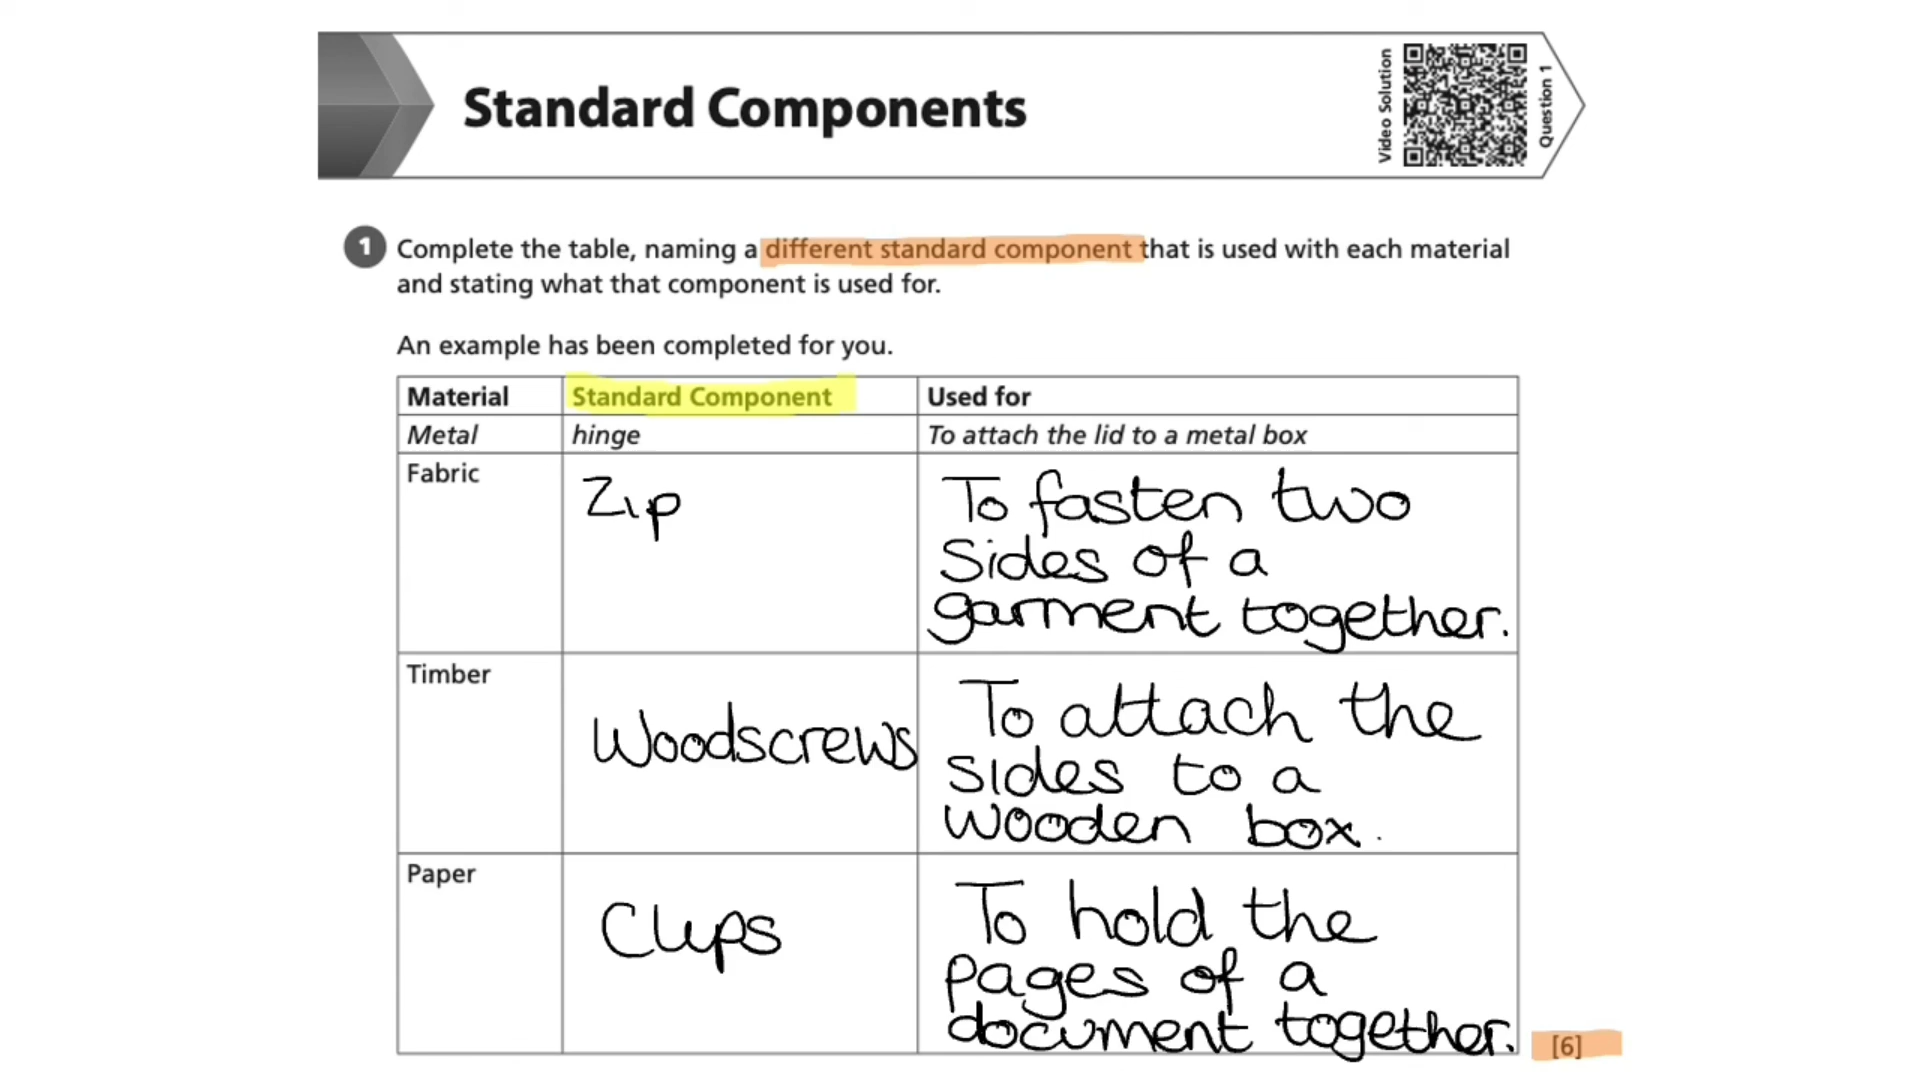 Standard Components
Video Solution
Question 1
1 Complete the table, naming a different standard component that is used with each material
and stating what that component is used for.
An example has been completed for you.
Material Standard Component Used for
Metal hinge To attach the lid to a metal box
Fabric
Zip
To fasten two
sides of a
garment together.
Timber
Woodscrews
To attach the
sides to a
wooden box.
Paper
Clips
To hold the
pages of a
document together.
[6]